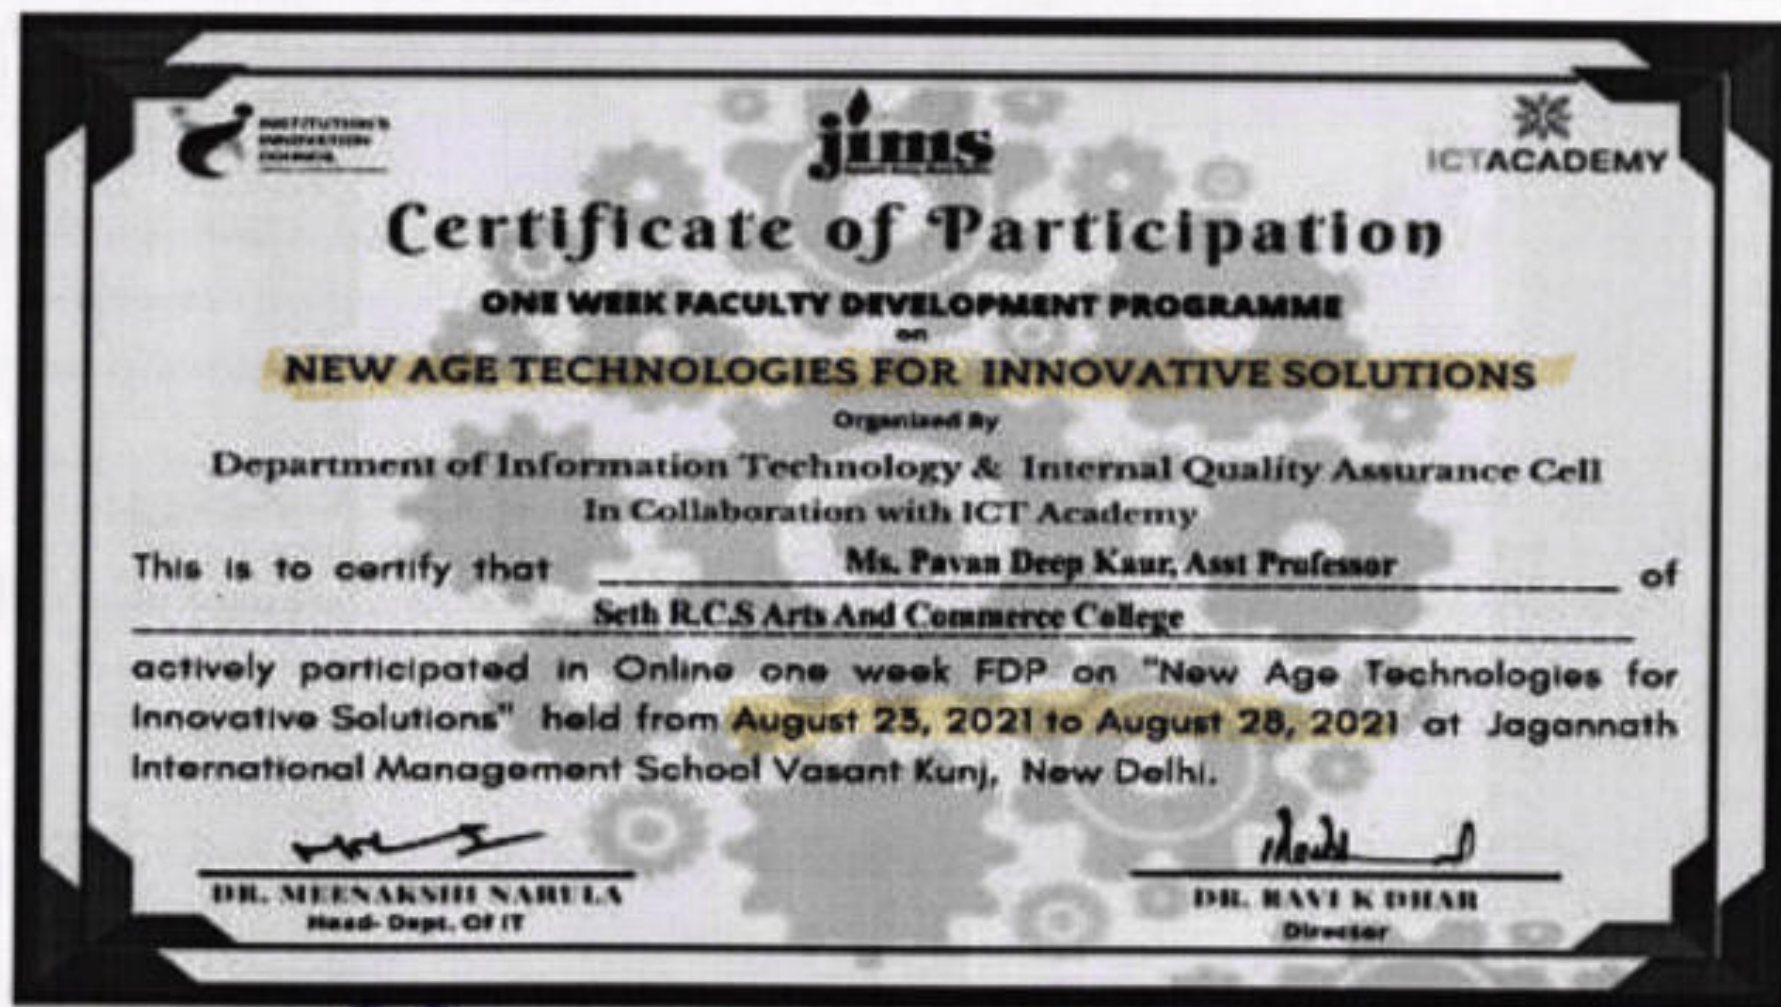 INSTITUTION'S
INNOVATION
COUNCIL
jims
ICTACADEMY
Certificate of Participation
ONE WEEK FACULTY DEVELOPMENT PROGRAMME
on
NEW AGE TECHNOLOGIES FOR INNOVATIVE SOLUTIONS
Organised By
Department of Information Technology & Internal Quality Assurance Cell
In Collaboration with ICT Academy
This is to certify that Ms. Pavan Deep Kaur, Asst Professor of
Seth R.C.S Arts And Commerce College
actively participated in Online one week FDP on "New Age Technologies for
Innovative Solutions" held from August 23, 2021 to August 28, 2021 at Jagannath
International Management School Vasant Kunj, New Delhi.
DR. MEENAKSHI NARULA
Head- Dept. Of IT
DR. RAVI K DHAR
Director